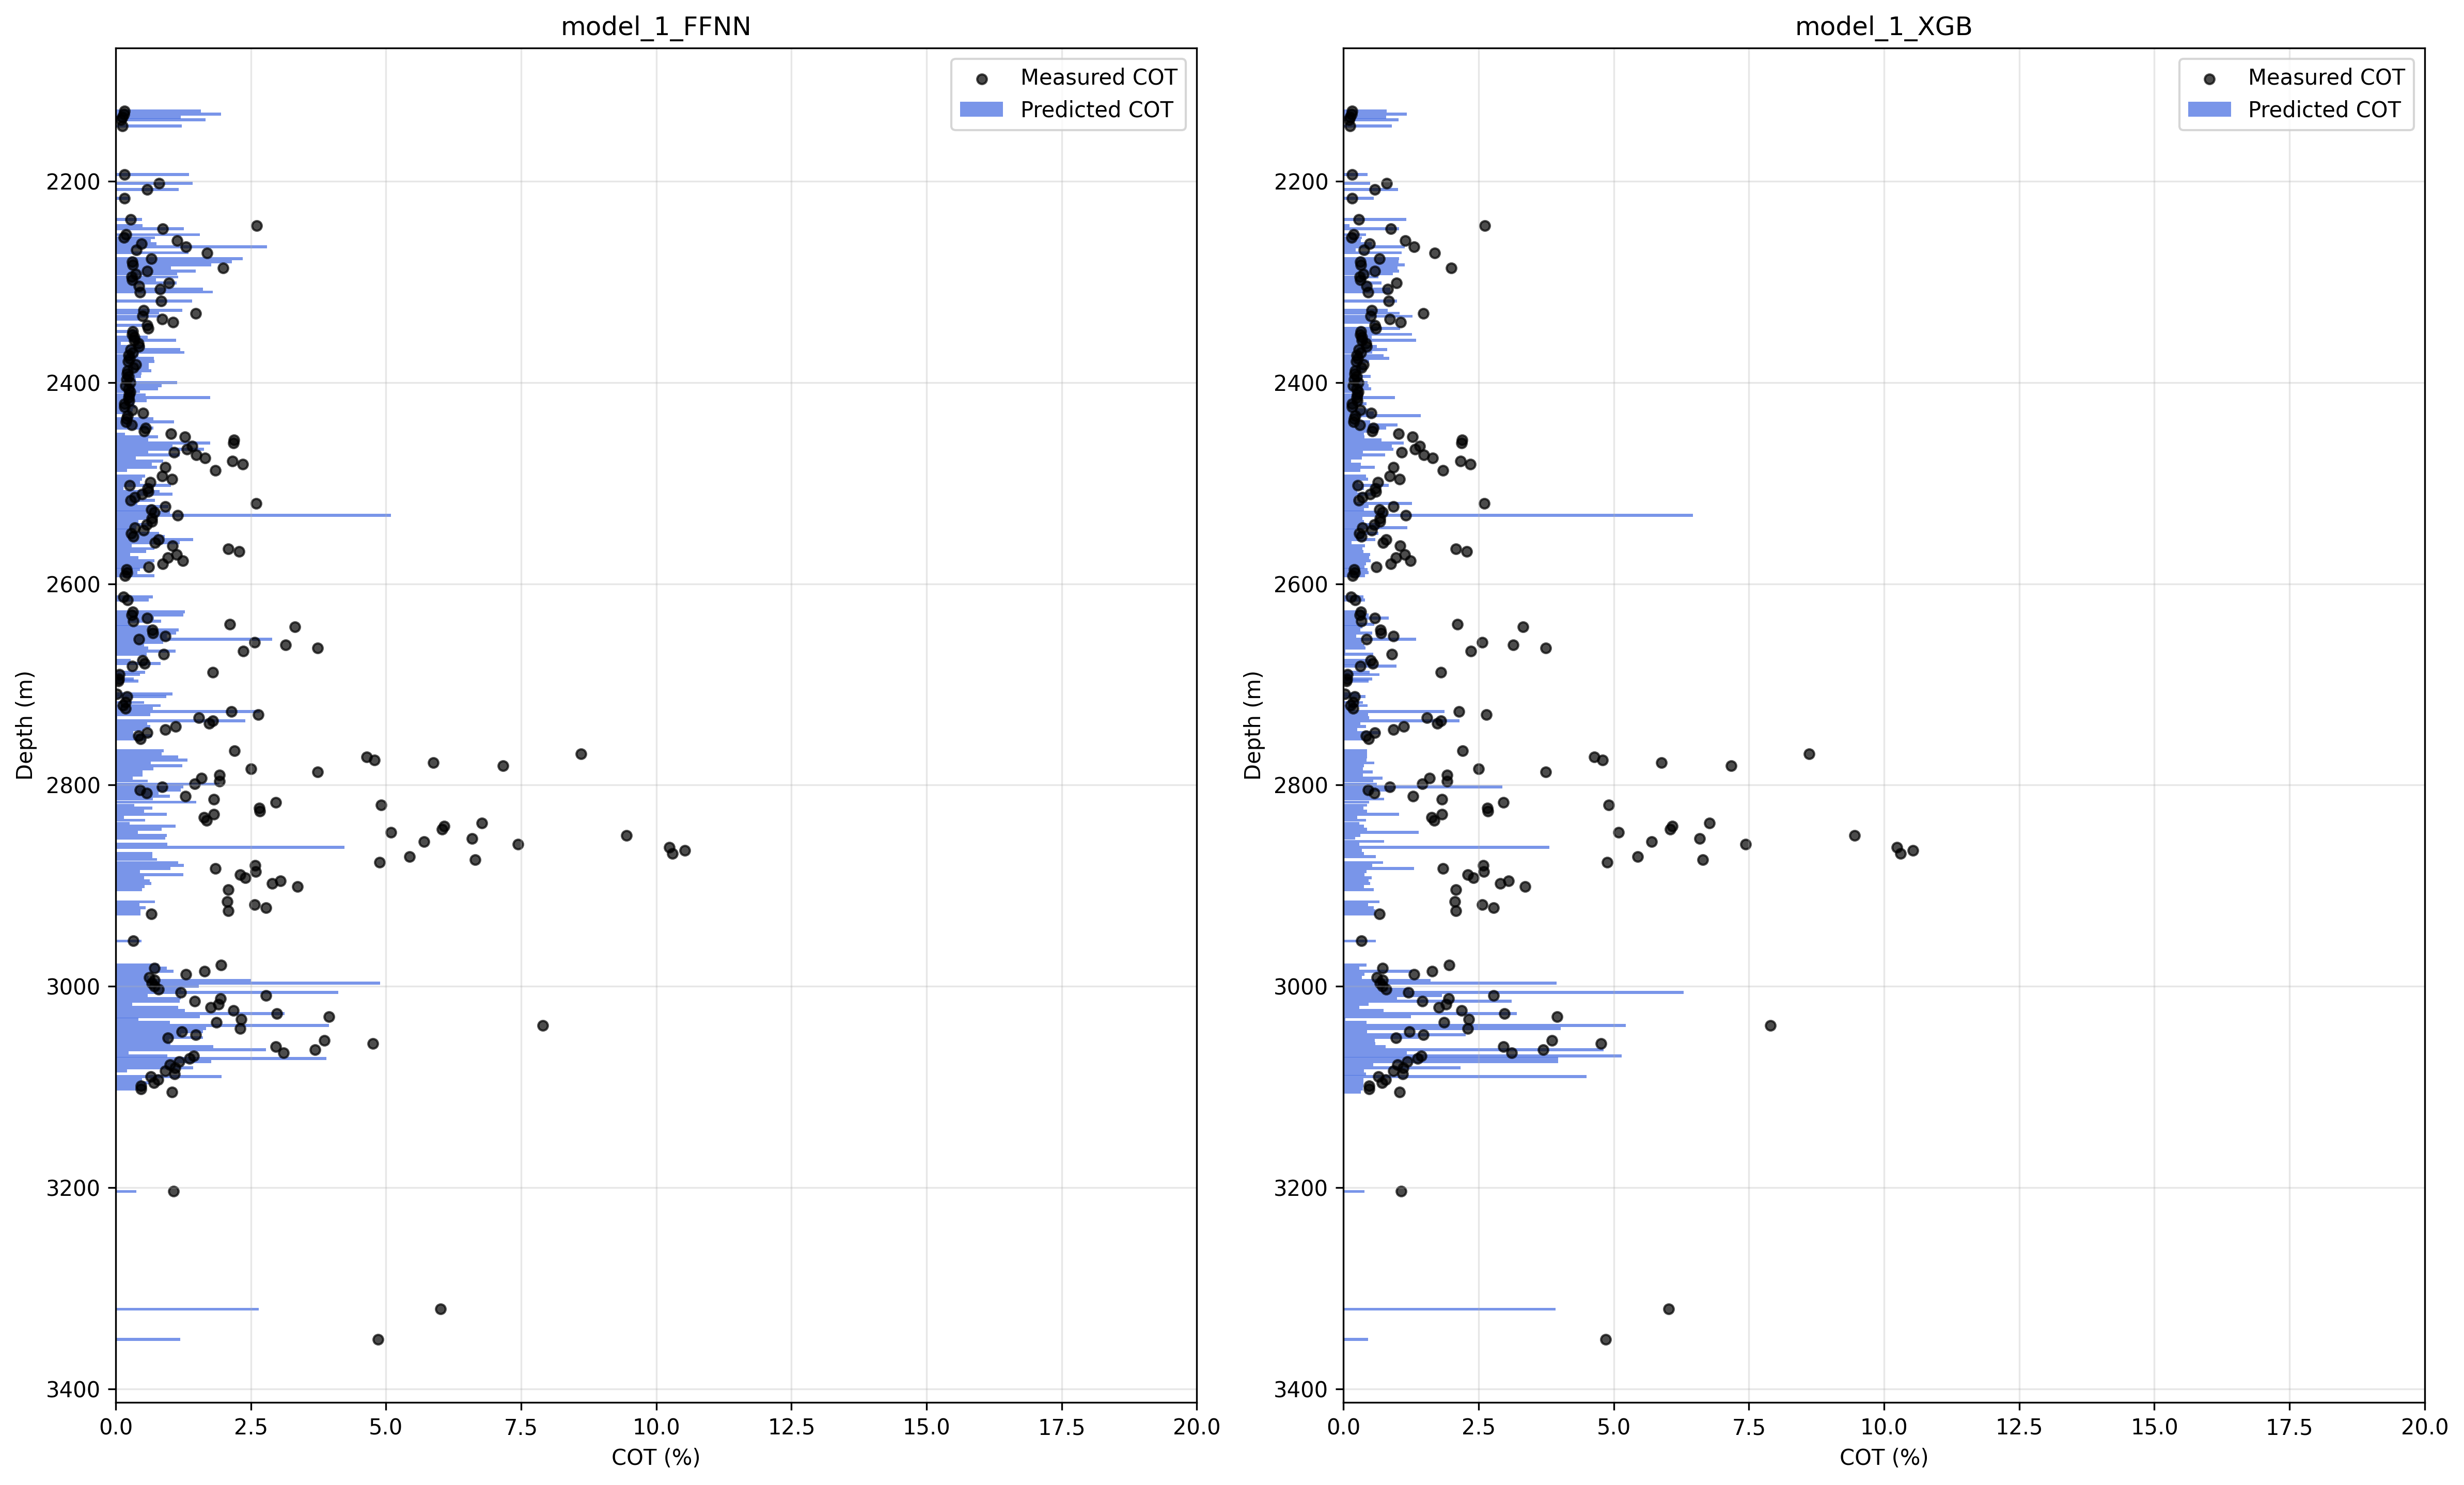 model_1_FFNN
Measured COT
Predicted COT
2200
2400
2600
2800
3000
3200
3400
Depth (m)
0.0 2.5 5.0 7.5 10.0 12.5 15.0 17.5 20.0
COT (%)
model_1_XGB
Measured COT
Predicted COT
2200
2400
2600
2800
3000
3200
3400
Depth (m)
0.0 2.5 5.0 7.5 10.0 12.5 15.0 17.5 20.0
COT (%)